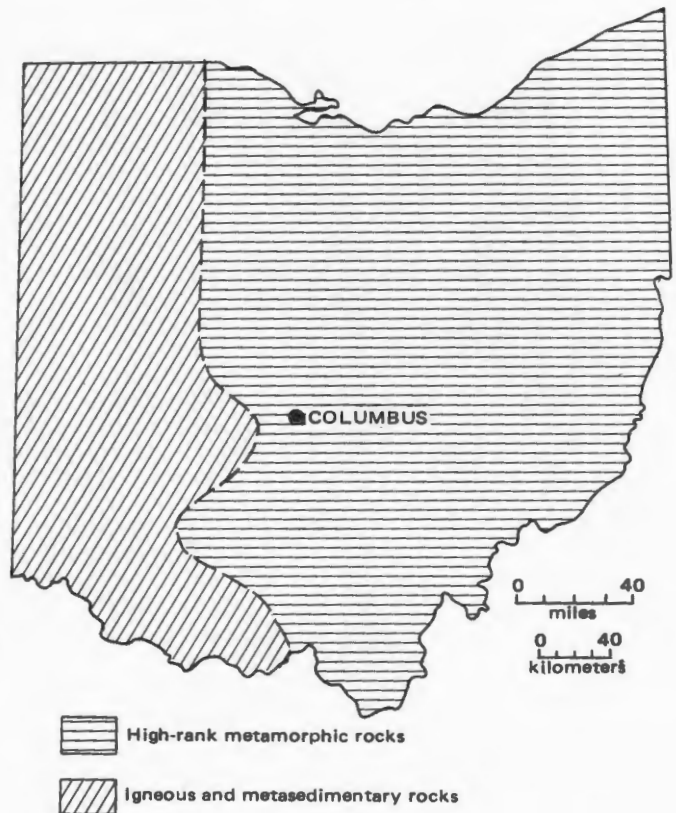 COLUMBUS
0 40
miles
0 40
kilometers
High-rank metamorphic rocks
Igneous and metasedimentary rocks